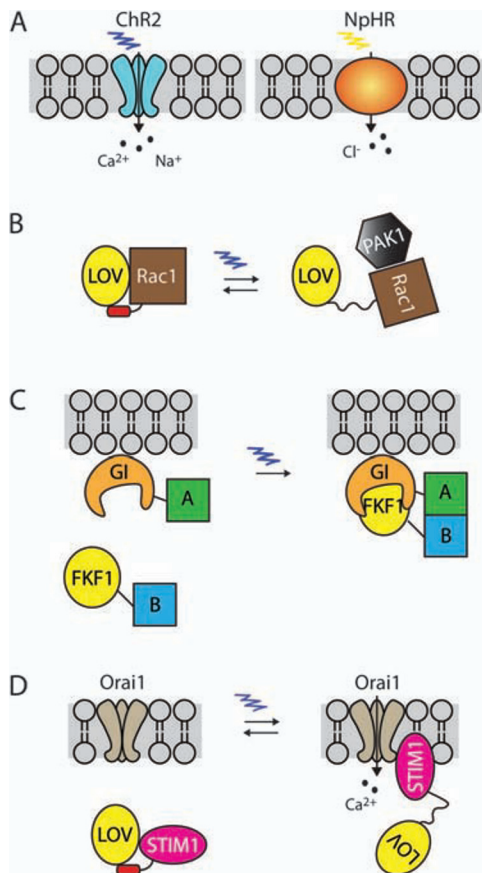 A
ChR2
NpHR
Ca2+
Na+
Cl-
B
LOV
Rac1
LOV
PAK1
Rac1
C
GI
A
GI
FKF1
A
B
FKF1
B
D
Orai1
Orai1
STIM1
Ca2+
LOV
STIM1
LOV